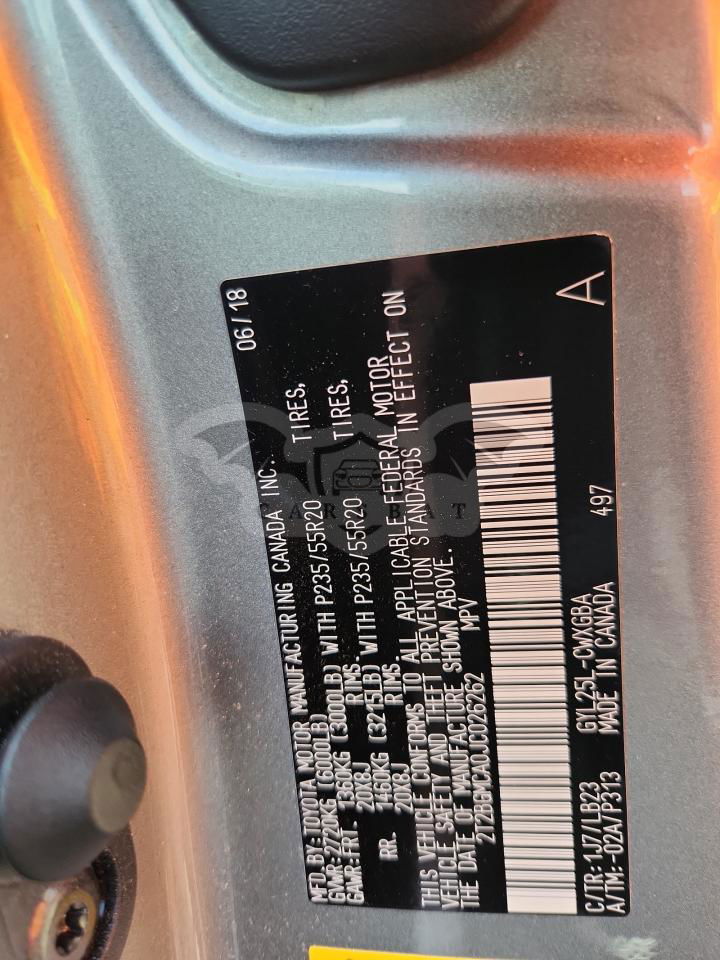 MFD.BY:TOYOTA MOTOR MANUFACTURING CANADA INC. 06/18
GVWR:2720KG (6000LB)
GAWR:FRT 1360KG (3000LB) WITH P235/55R20 TIRES,
20X8J RIMS.
RR. 1460KG (3215LB) WITH P235/55R20 TIRES,
20X8J RIMS.
THIS VEHICLE CONFORMS TO ALL APPLICABLE FEDERAL MOTOR
VEHICLE SAFETY AND THEFT PREVENTION STANDARDS IN EFFECT ON
THE DATE OF MANUFACTURE SHOWN ABOVE.
2T2BGMCA0JC026262 MPV
C/TR:1J7/LB23 GYL25L-CWXGBA
A/TM:-02A/P313 MADE IN CANADA 497 A
CARSBAT